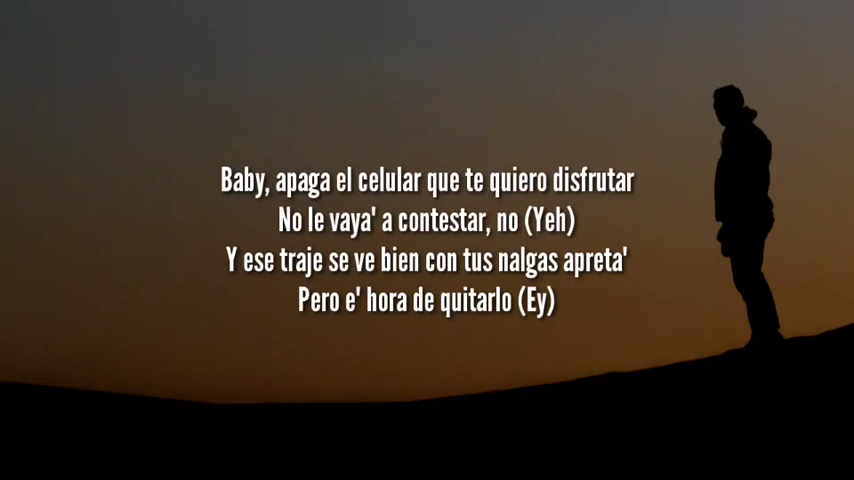 Baby, apaga el celular que te quiero disfrutar
No le vaya' a contestar, no (Yeh)
Y ese traje se ve bien con tus nalgas apreta'
Pero e' hora de quitarlo (Ey)